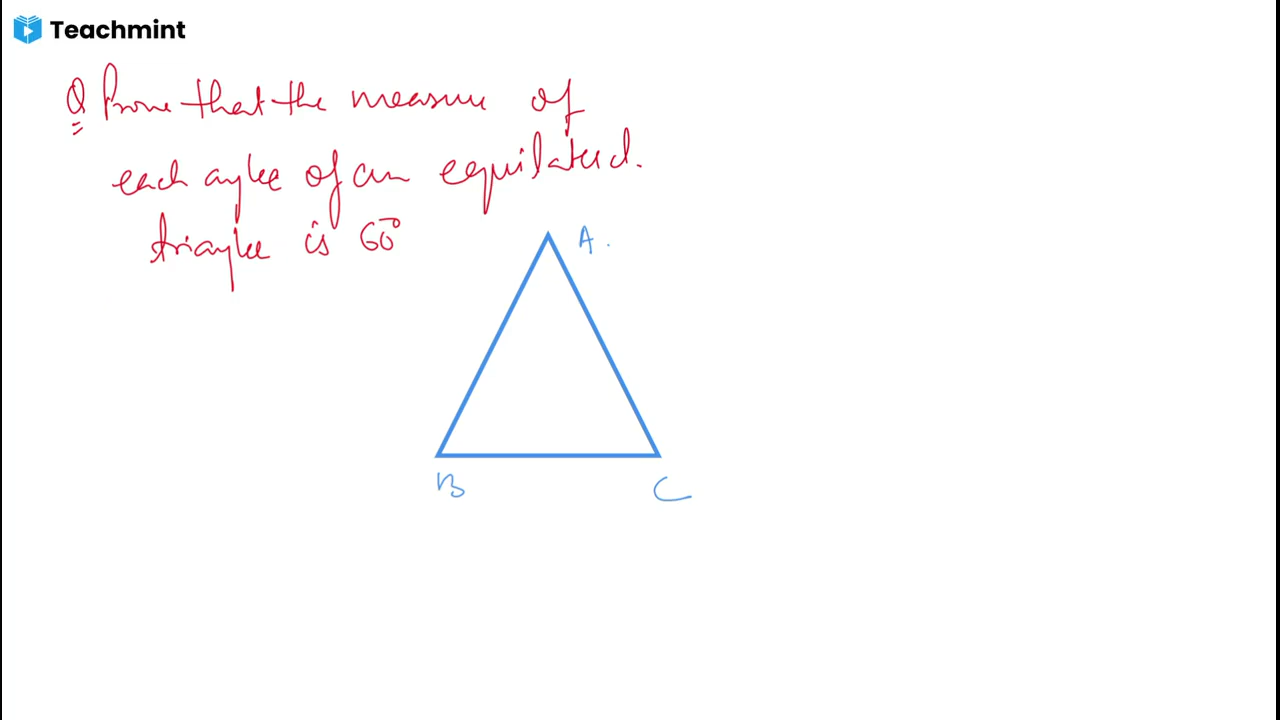 Teachmint
Q Prove that the measure of
each angle of an equilateral.
triangle is 60°
A.
B
C